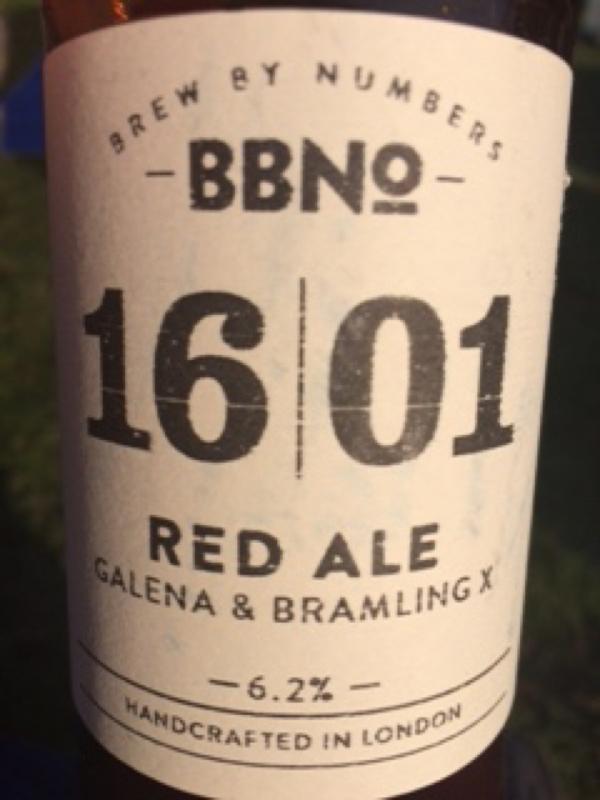 BREW BY NUMBERS
–BBNo–
16|01
RED ALE
GALENA & BRAMLING X
–6.2%–
HANDCRAFTED IN LONDON